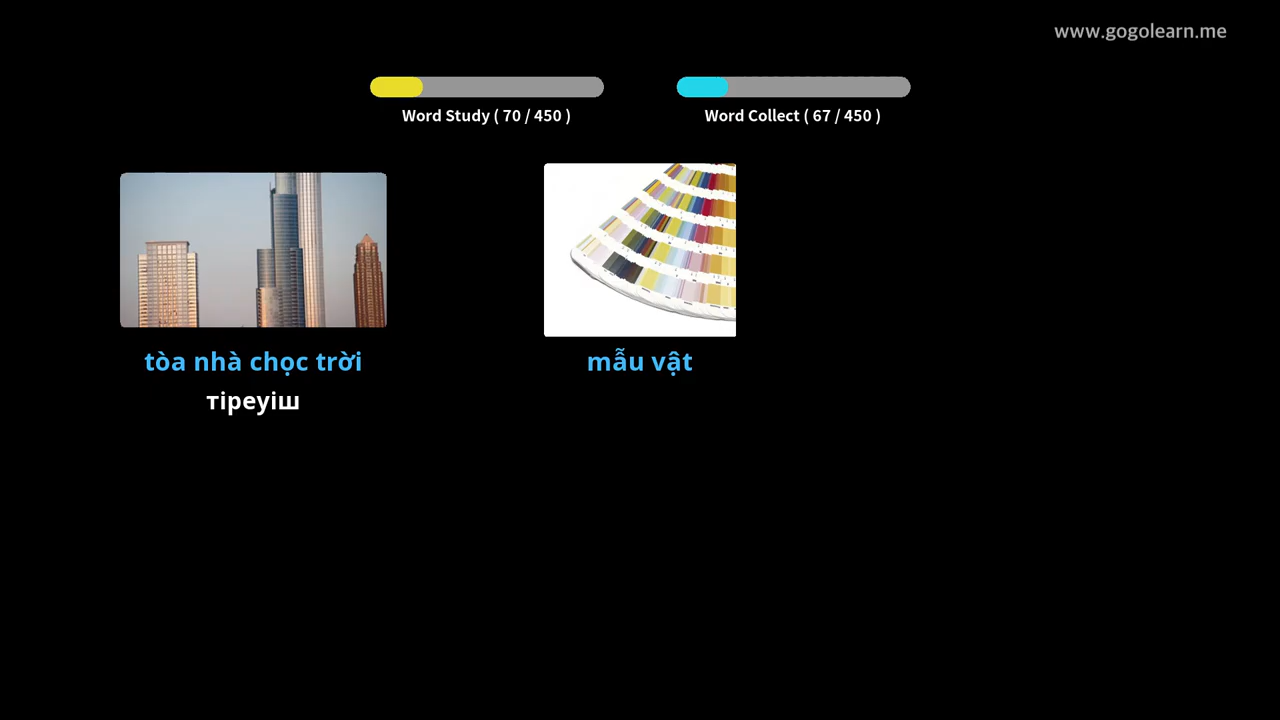 www.gogolearn.me
Word Study ( 70 / 450 )
Word Collect ( 67 / 450 )
tòa nhà chọc trời
тіреуіш
mẫu vật